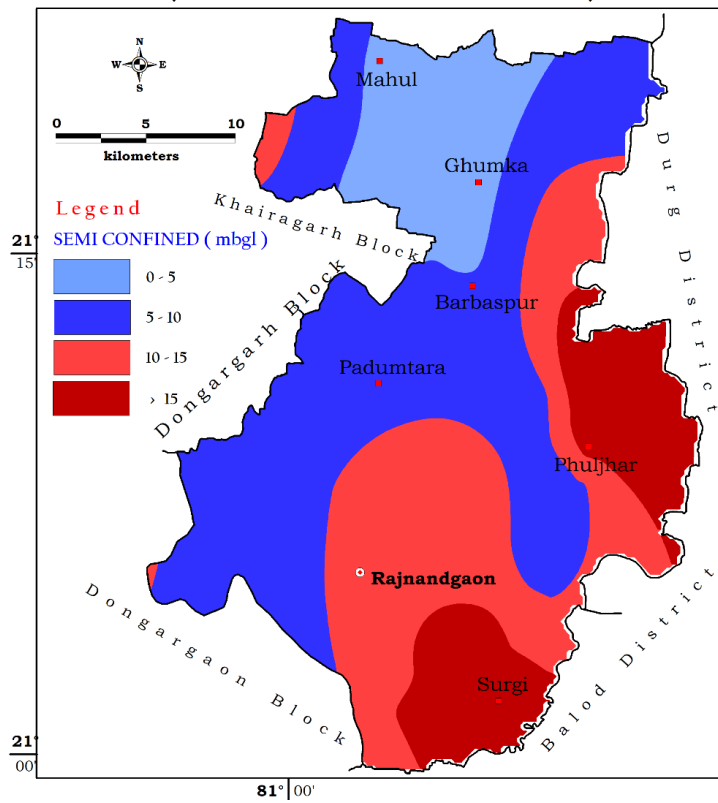 N
W E
S
0 5 10
kilometers
Mahul
Ghumka
Khairagarh Block
Durg District
Legend
SEMI CONFINED ( mbgl )
0 - 5
5 - 10
10 - 15
› 15
21°
15'
Barbaspur
Dongargarh Block
Padumtara
Phuljhar
Rajnandgaon
Dongargaon Block
Surgi
Balod District
21°
00'
81° 00'